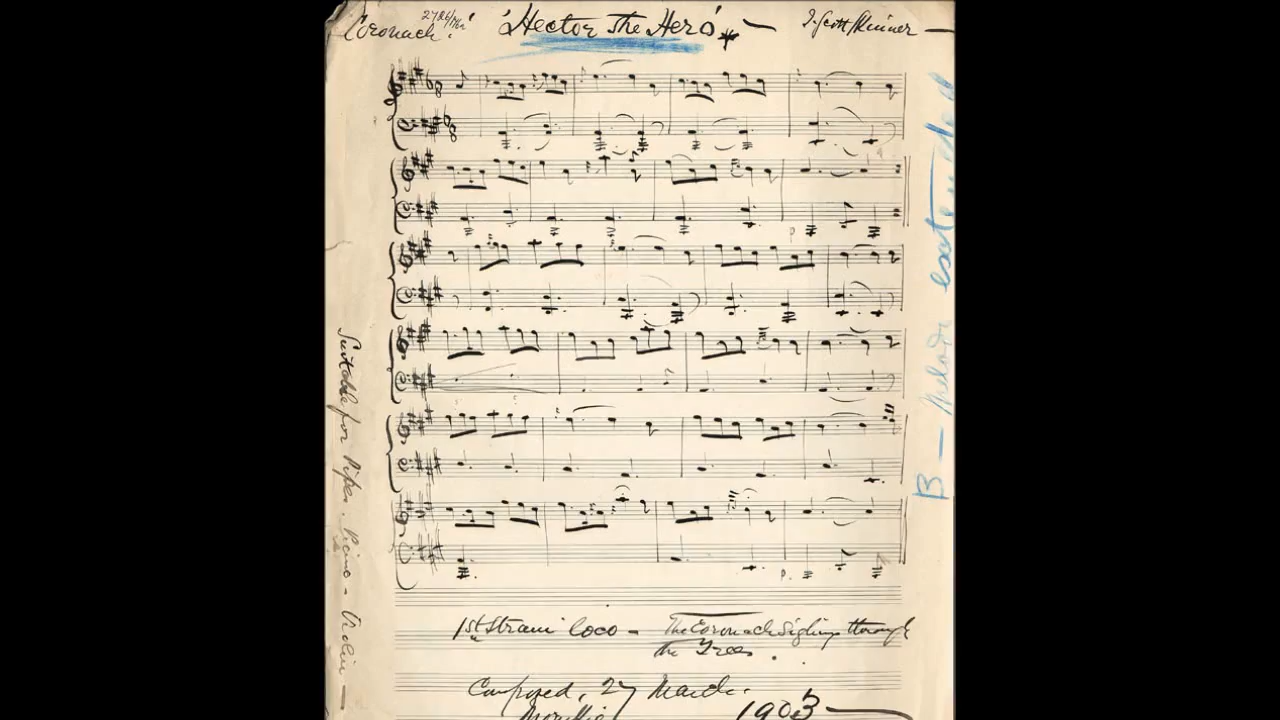 Coronach!
'Hector The Hero'
J. Scott Skinner
Suitable for Pipes. Piano - Violin
B - Melody
1st Strain loco - The Coronach Sighing through
the Trees.
Composed, 27 March.
1903